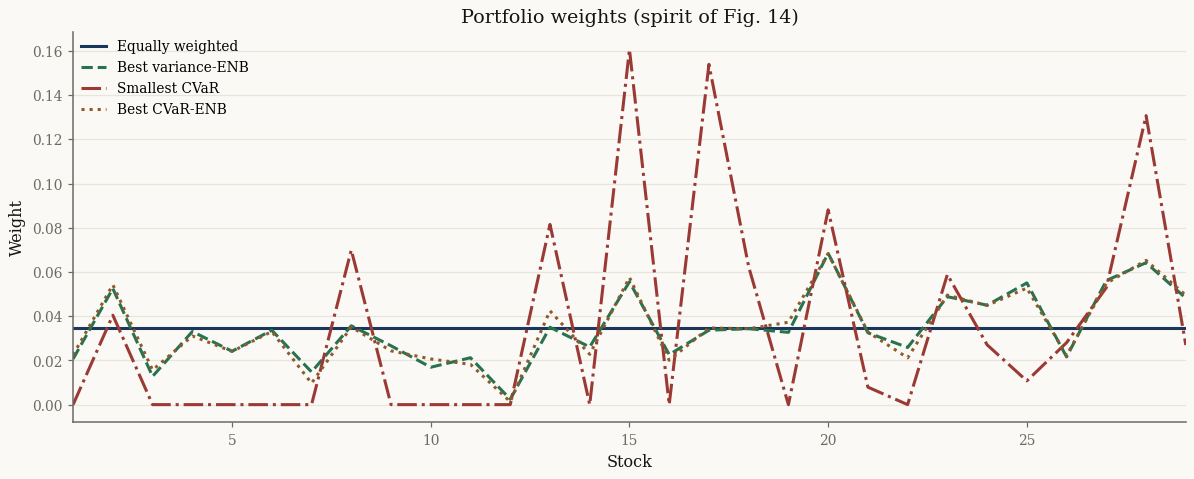 Portfolio weights (spirit of Fig. 14)
Equally weighted
Best variance-ENB
Smallest CVaR
Best CVaR-ENB
Weight
0.16
0.14
0.12
0.10
0.08
0.06
0.04
0.02
0.00
5 10 15 20 25
Stock